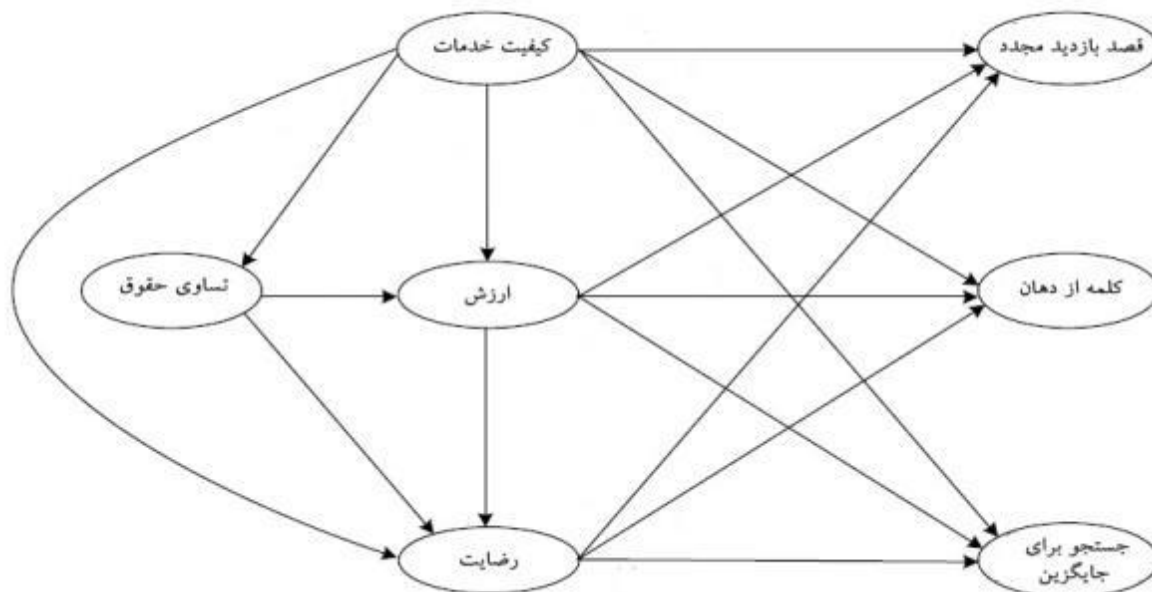 کیفیت خدمات
قصد بازدید مجدد
تساوی حقوق
ارزش
کلمه از دهان
رضایت
جستجو برای
جایگزین